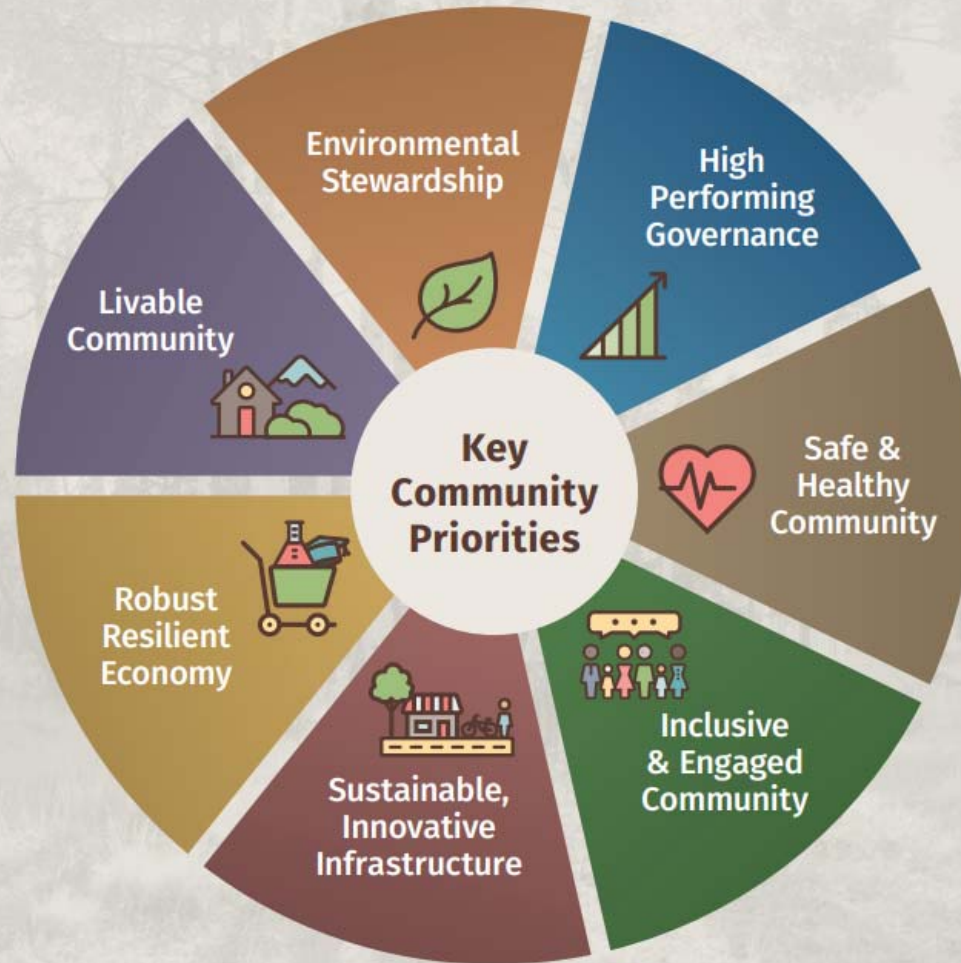 Environmental
Stewardship
High
Performing
Governance
Safe &
Healthy
Community
Inclusive
& Engaged
Community
Sustainable,
Innovative
Infrastructure
Robust
Resilient
Economy
Livable
Community
Key
Community
Priorities